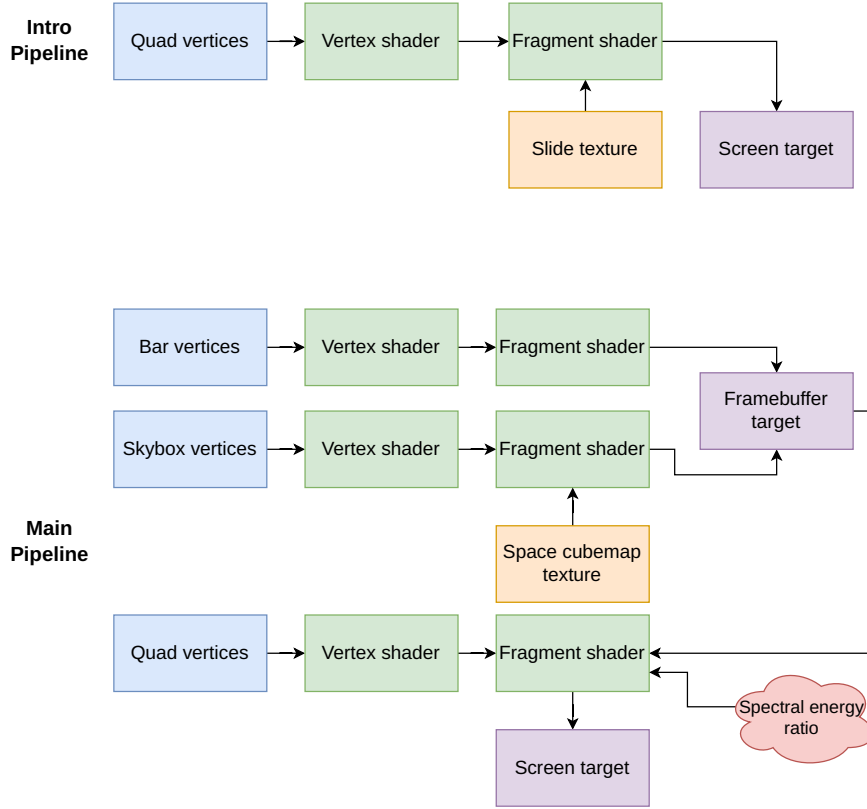 Intro
Pipeline
Quad vertices
Vertex shader
Fragment shader
Slide texture
Screen target
Bar vertices
Vertex shader
Fragment shader
Framebuffer
target
Skybox vertices
Vertex shader
Fragment shader
Main
Pipeline
Space cubemap
texture
Quad vertices
Vertex shader
Fragment shader
Spectral energy
ratio
Screen target